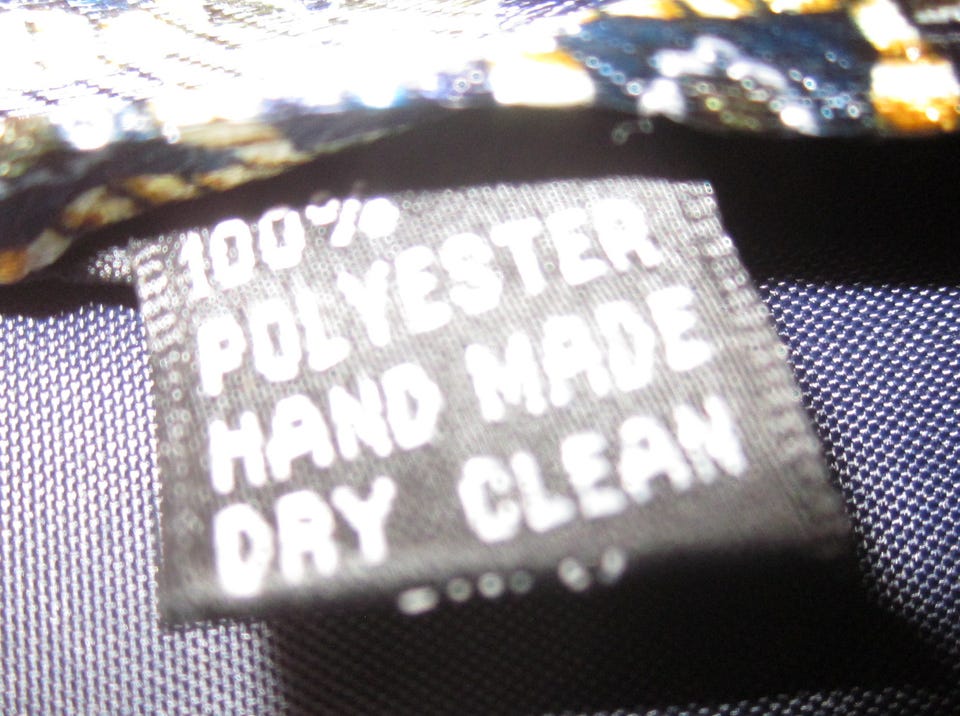 100%
POLYESTER
HAND MADE
DRY CLEAN